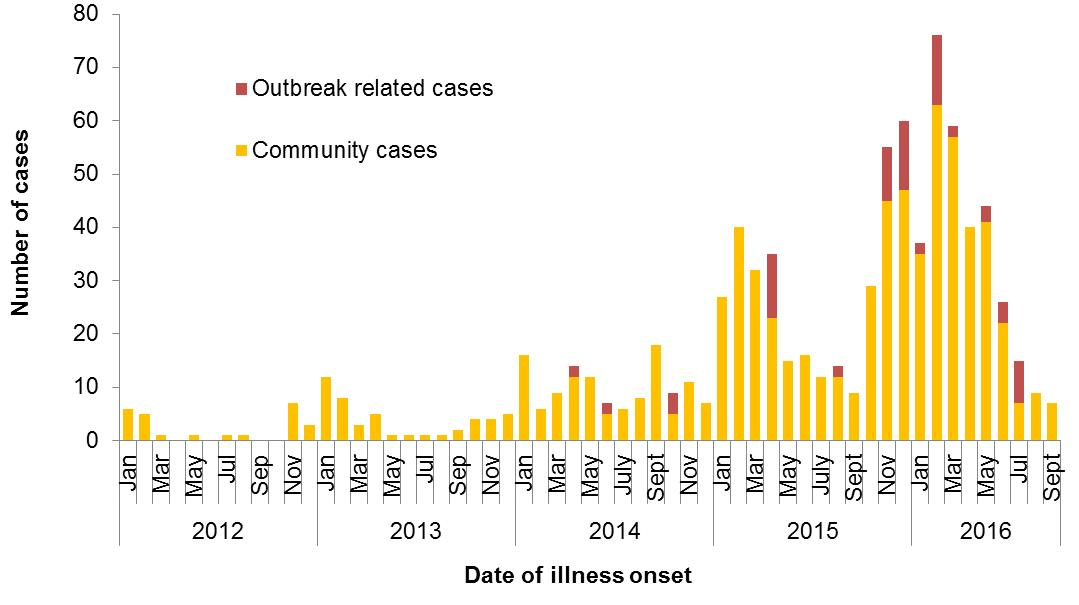 80
70
60
50
40
30
20
10
0
Number of cases
Outbreak related cases
Community cases
Jan Mar May Jul Sep Nov Jan Mar May Jul Sep Nov Jan Mar May July Sept Nov Jan Mar May July Sept Nov Jan Mar May Jul Sept
2012 2013 2014 2015 2016
Date of illness onset